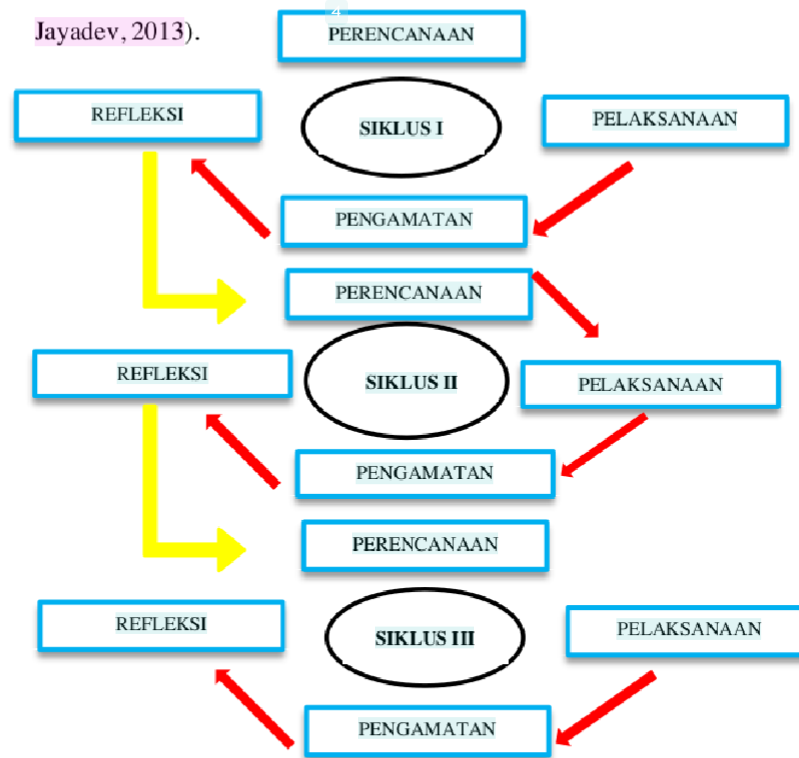 4
Jayadev, 2013).
PERENCANAAN
REFLEKSI
SIKLUS I
PELAKSANAAN
PENGAMATAN
PERENCANAAN
REFLEKSI
SIKLUS II
PELAKSANAAN
PENGAMATAN
PERENCANAAN
REFLEKSI
SIKLUS III
PELAKSANAAN
PENGAMATAN